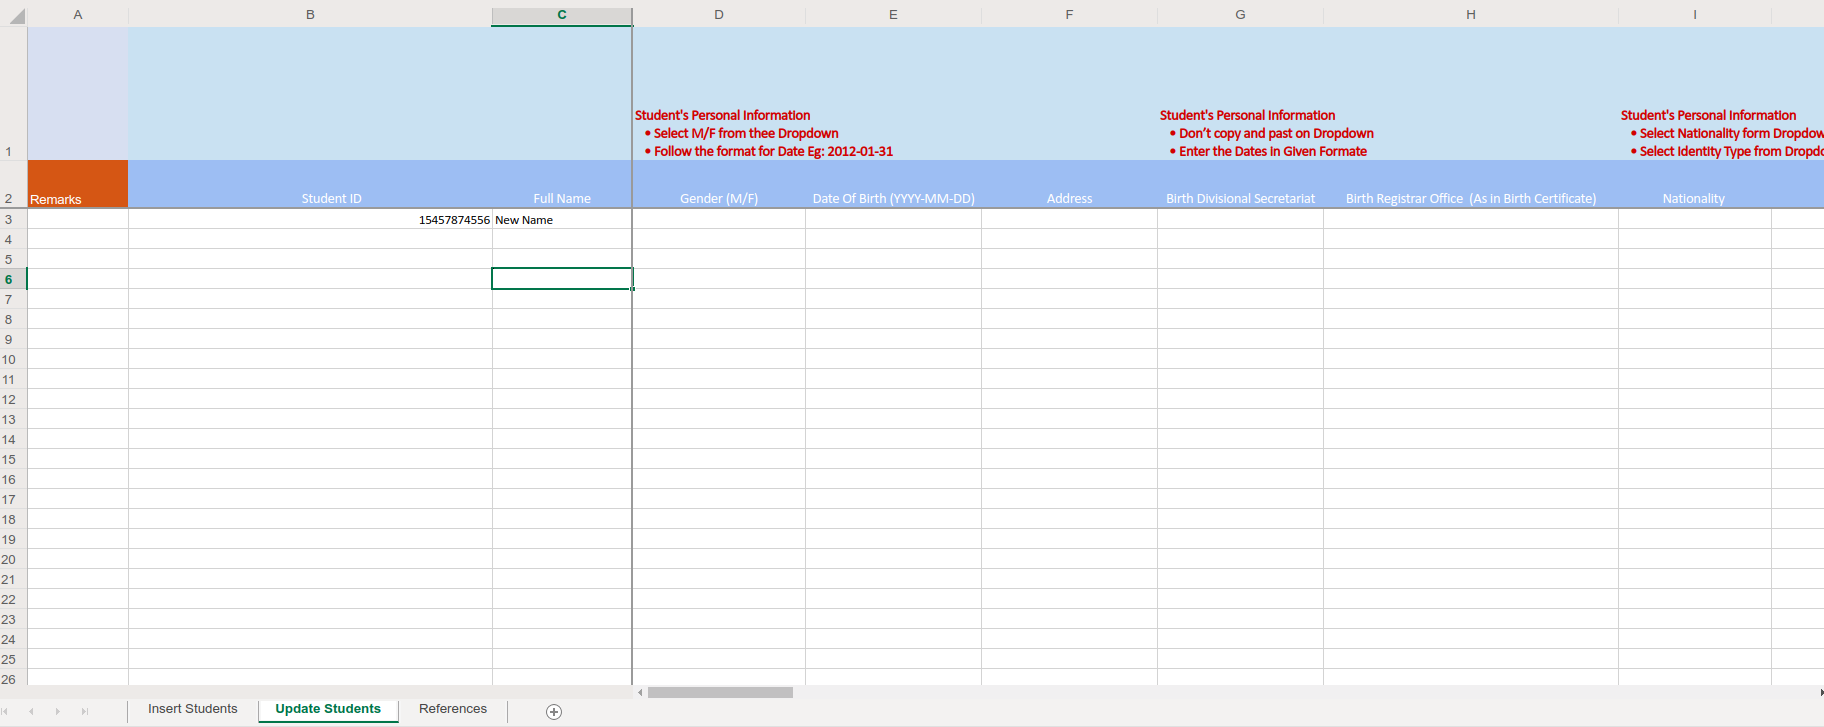 A B C D E F G H I
1
Student's Personal Information
• Select M/F from thee Dropdown
• Follow the format for Date Eg: 2012-01-31
Student's Personal Information
• Don't copy and past on Dropdown
• Enter the Dates in Given Formate
Student's Personal Information
• Select Nationality form Dropdow
• Select Identity Type from Dropdo
2 Remarks Student ID Full Name Gender (M/F) Date Of Birth (YYYY-MM-DD) Address Birth Divisional Secretariat Birth Registrar Office (As in Birth Certificate) Nationality
3 15457874556 New Name
4
5
6
7
8
9
10
11
12
13
14
15
16
17
18
19
20
21
22
23
24
25
26
Insert Students Update Students References